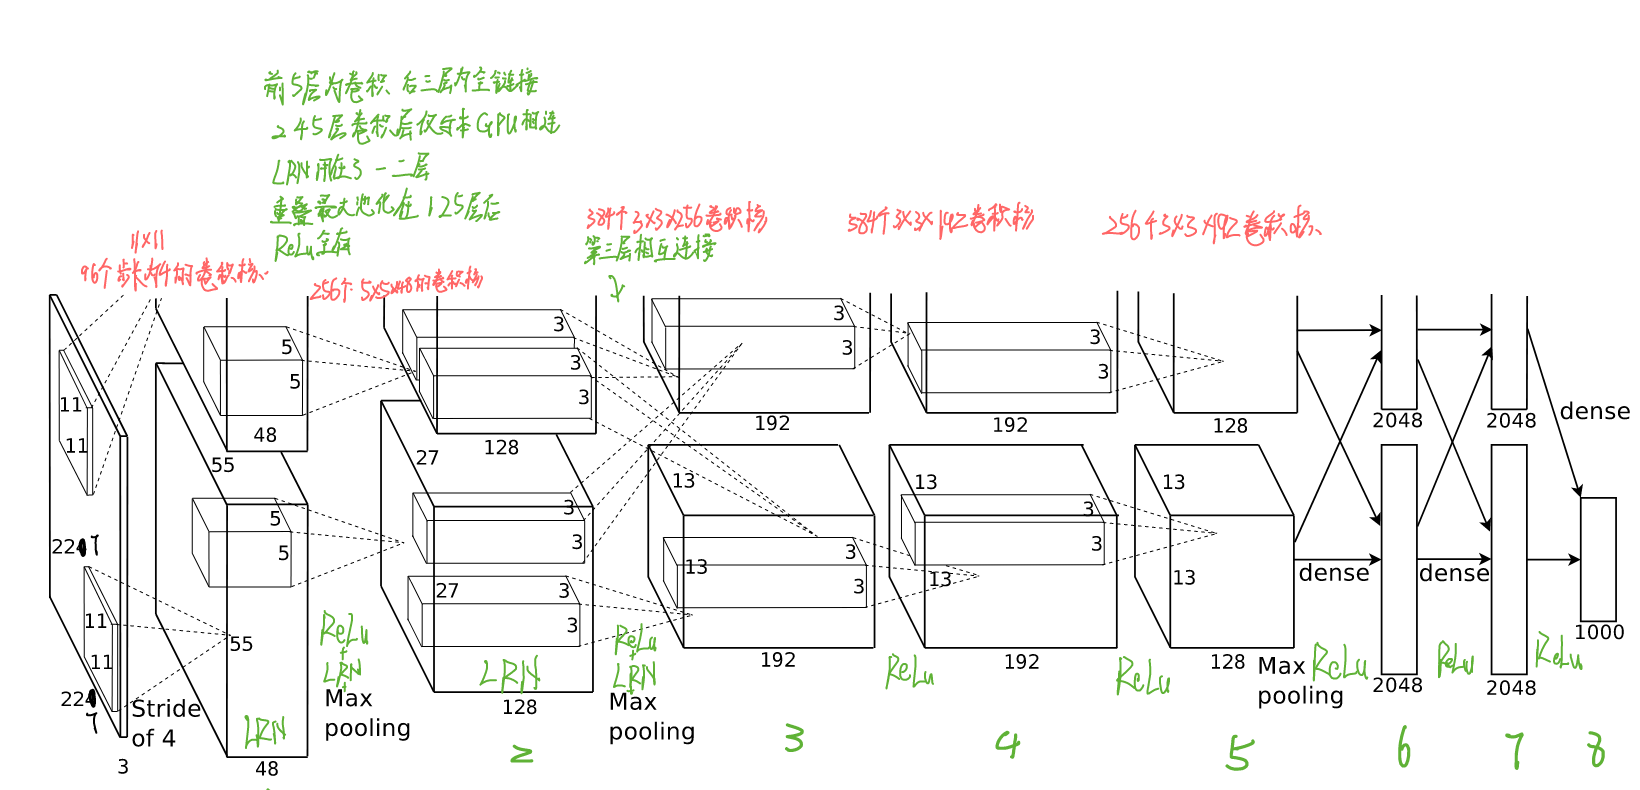 前5层为卷积、后三层为全链接
245层卷积层仅与本GPU相连
LRN用在了一二层
重叠最大池化在125层后
ReLu全有
11×11
96个步长为4的卷积核、
256个5×5×48的卷积核
384个3×3×256卷积核
第三层相互连接
384个3×3×192卷积核
256个3×3×192卷积核、
5
5
48
55
3
3
3
3
128
27
3
3
192
3
3
192
128
2048
2048
dense
11
11
224
5
5
55
11
11
224
Stride
of 4
3
LRN
48
ReLu
+
LRN
+
Max
pooling
3
3
27
3
3
LRN
128
2
ReLu
+
LRN
Max
pooling
13
13
3
3
192
3
ReLu
13
13
3
3
192
4
ReLu
13
13
128
5
Max
pooling
dense
ReLu
2048
6
dense
ReLu
2048
7
ReLu
1000
8